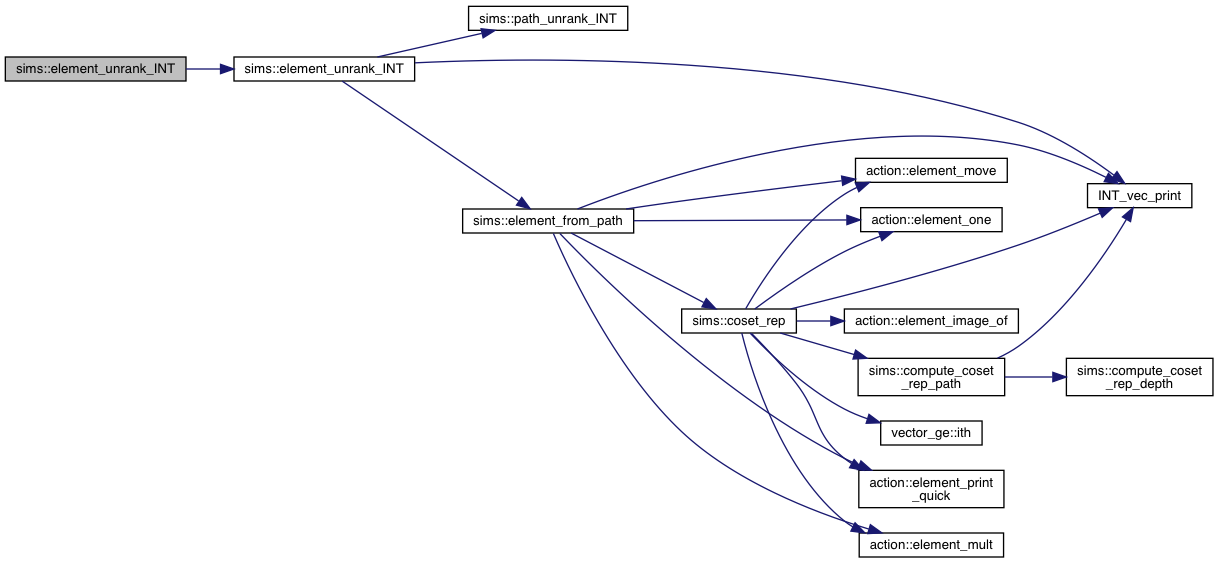 sims::path_unrank_INT
sims::element_unrank_INT
sims::element_unrank_INT
action::element_move
INT_vec_print
sims::element_from_path
action::element_one
sims::coset_rep
action::element_image_of
sims::compute_coset
_rep_path
sims::compute_coset
_rep_depth
vector_ge::ith
action::element_print
_quick
action::element_mult